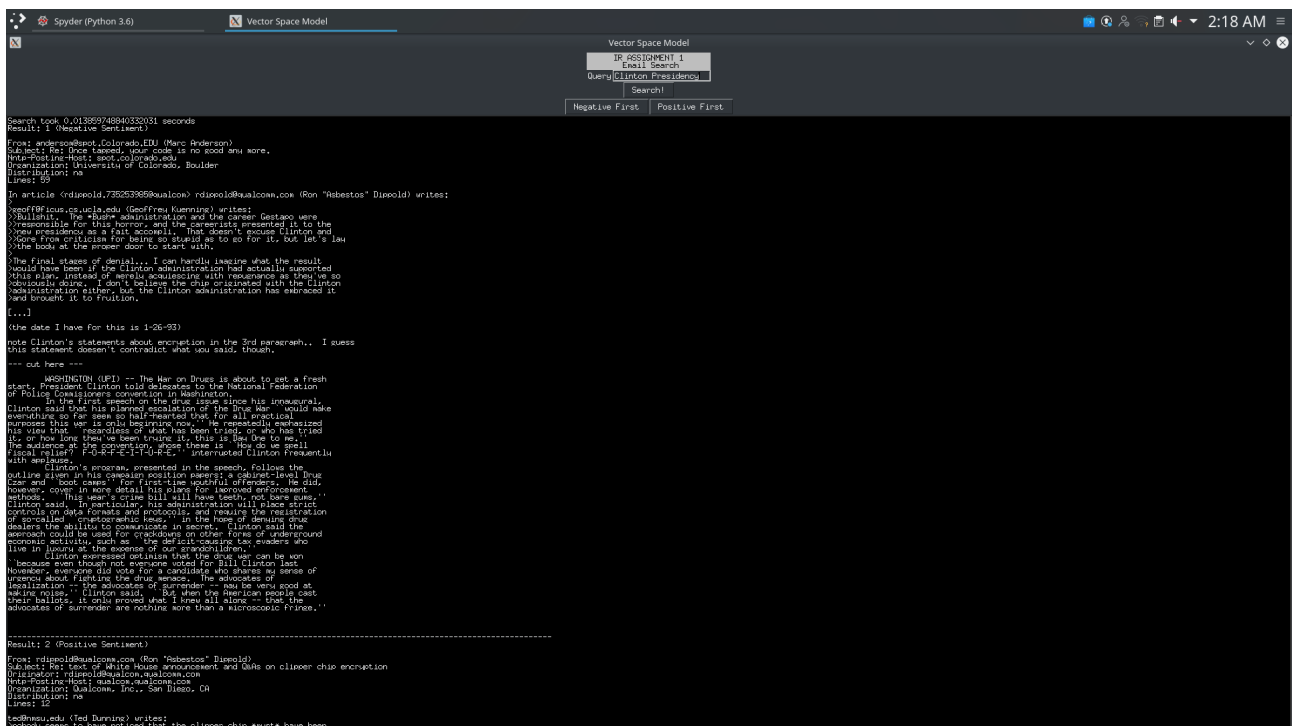 Spyder (Python 3.6)
Vector Space Model
2:18 AM
Vector Space Model
IR ASSIGNMENT 1
Email Search
Query Clinton Presidency
Search!
Negative First Positive First
Search took 0.013859748840332031 seconds
Result: 1 (Negative Sentiment)
From: anderson@spot.Colorado.EDU (Marc Anderson)
Subject: Re: Once tapped, your code is no good any more.
Nntp-Posting-Host: spot.colorado.edu
Organization: University of Colorado, Boulder
Distribution: na
Lines: 59
In article <rdippold.735253985@qualcom> rdippold@qualcomm.com (Ron "Asbestos" Dippold) writes:
>
>geoff@ficus.cs.ucla.edu (Geoffrey Kuenning) writes:
>>Bullshit.  The *Bush* administration and the career Gestapo were
>>responsible for this horror, and the careerists presented it to the
>>new presidency as a fait accompli.  That doesn't excuse Clinton and
>>Gore from criticism for being so stupid as to go for it, but let's lay
>>the body at the proper door to start with.
>
>The final stages of denial... I can hardly imagine what the result
>would have been if the Clinton administration had actually supported
>this plan, instead of merely acquiescing with repugnance as they've so
>obviously doing.  I don't believe the chip originated with the Clinton
>administration either, but the Clinton administration has embraced it
>and brought it to fruition.
[...]
(the date I have for this is 1-26-93)
note Clinton's statements about encryption in the 3rd paragraph..  I guess
this statement doesen't contradict what you said, though.
--- cut here ---
WASHINGTON (UPI) -- The War on Drugs is about to get a fresh
start, President Clinton told delegates to the National Federation
of Police Commisioners convention in Washington.
In the first speech on the drug issue since his innaugural,
Clinton said that his planned escalation of the Drug War ``would make
everything so far seem so half-hearted that for all practical
purposes this war is only beginning now.'' He repeatedly emphasized
his view that ``regardless of what has been tried, or who has tried
it, or how long they've been trying it, this is Day One to me.''
The audience at the convention, whose theme is ``How do we spell
fiscal relief?  F-O-R-F-E-I-T-U-R-E,'' interrupted Clinton frequently
with applause.
Clinton's program, presented in the speech, follows the
outline given in his campaign position papers: a cabinet-level Drug
Czar and ``boot camps'' for first-time youthful offenders.  He did,
however, cover in more detail his plans for improved enforcement
methods.  ``This year's crime bill will have teeth, not bare gums,''
Clinton said.  In particular, his administration will place strict
controls on data formats and protocols, and require the registration
of so-called ``cryptographic keys,'' in the hope of denying drug
dealers the ability to communicate in secret.  Clinton said the
approach could be used for crackdowns on other forms of underground
economic activity, such as ``the deficit-causing tax evaders who
live in luxury at the expense of our grandchildren.''
Clinton expressed optimism that the drug war can be won
``because even though not everyone voted for Bill Clinton last
November, everyone did vote for a candidate who shares my sense of
urgency about fighting the drug menace.  The advocates of
legalization -- the advocates of surrender -- may be very good at
making noise,'' Clinton said.  ``But when the American people cast
their ballots, it only proved what I knew all along -- that the
advocates of surrender are nothing more than a microscopic fringe.''
------------------------------------------------------------
Result: 2 (Positive Sentiment)
From: rdippold@qualcomm.com (Ron "Asbestos" Dippold)
Subject: Re: text of White House announcement and Q&As on clipper chip encryption
Originator: rdippold@qualcom.qualcomm.com
Nntp-Posting-Host: qualcom.qualcomm.com
Organization: Qualcomm, Inc., San Diego, CA
Distribution: na
Lines: 12
ted@nmsu.edu (Ted Dunning) writes:
>nobody seems to have noticed that the clipper chip *must* have been